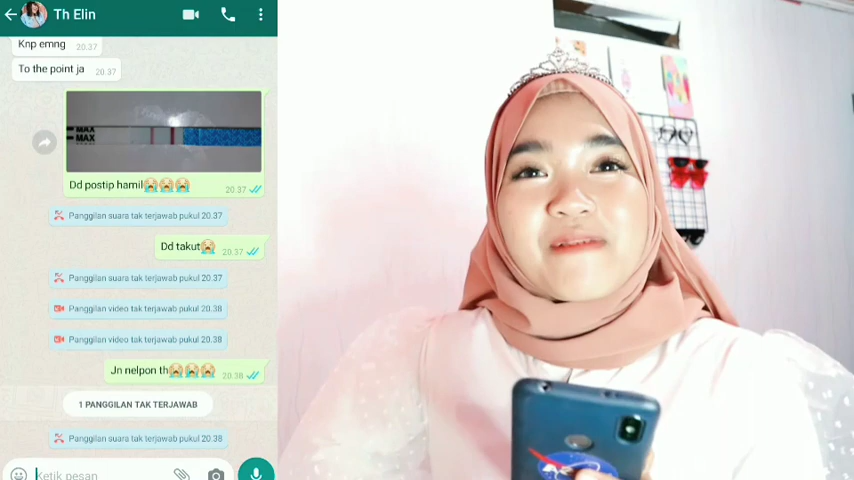 Th Elin
Knp emng 20.37
To the point ja 20.37
MAX
MAX
Dd postip hamil😭😭😭 20.37
Panggilan suara tak terjawab pukul 20.37
Dd takut😭 20.37
Panggilan suara tak terjawab pukul 20.37
Panggilan video tak terjawab pukul 20.38
Panggilan video tak terjawab pukul 20.38
Jn nelpon th😭😭😭 20.38
1 PANGGILAN TAK TERJAWAB
Panggilan suara tak terjawab pukul 20.38
Ketik pesan